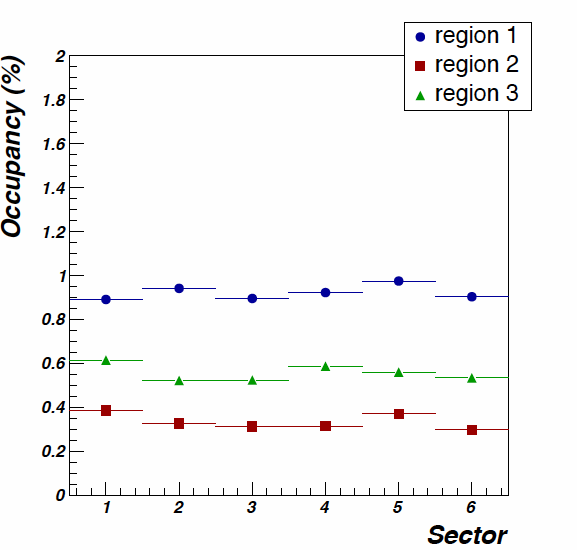 region 1
region 2
region 3
Occupancy (%)
2
1.8
1.6
1.4
1.2
1
0.8
0.6
0.4
0.2
0
1 2 3 4 5 6
Sector